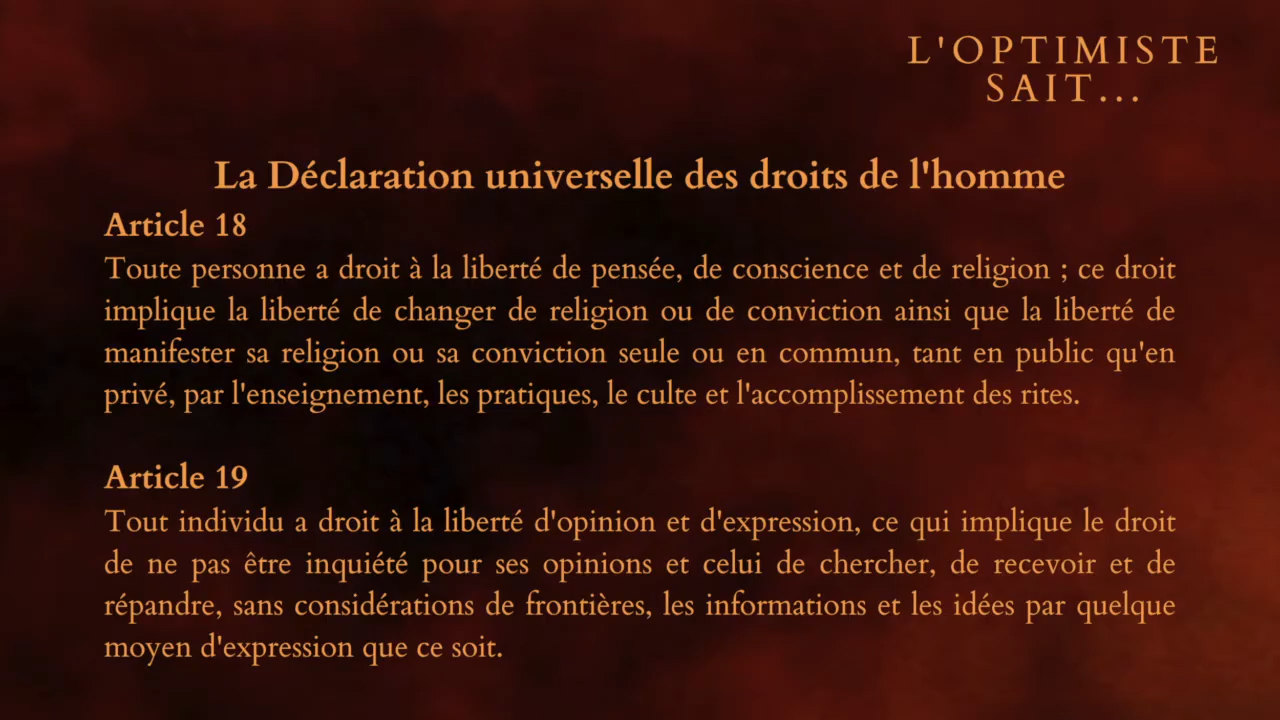 L'OPTIMISTE
SAIT...
La Déclaration universelle des droits de l'homme
Article 18
Toute personne a droit à la liberté de pensée, de conscience et de religion ; ce droit
implique la liberté de changer de religion ou de conviction ainsi que la liberté de
manifester sa religion ou sa conviction seule ou en commun, tant en public qu'en
privé, par l'enseignement, les pratiques, le culte et l'accomplissement des rites.
Article 19
Tout individu a droit à la liberté d'opinion et d'expression, ce qui implique le droit
de ne pas être inquiété pour ses opinions et celui de chercher, de recevoir et de
répandre, sans considérations de frontières, les informations et les idées par quelque
moyen d'expression que ce soit.